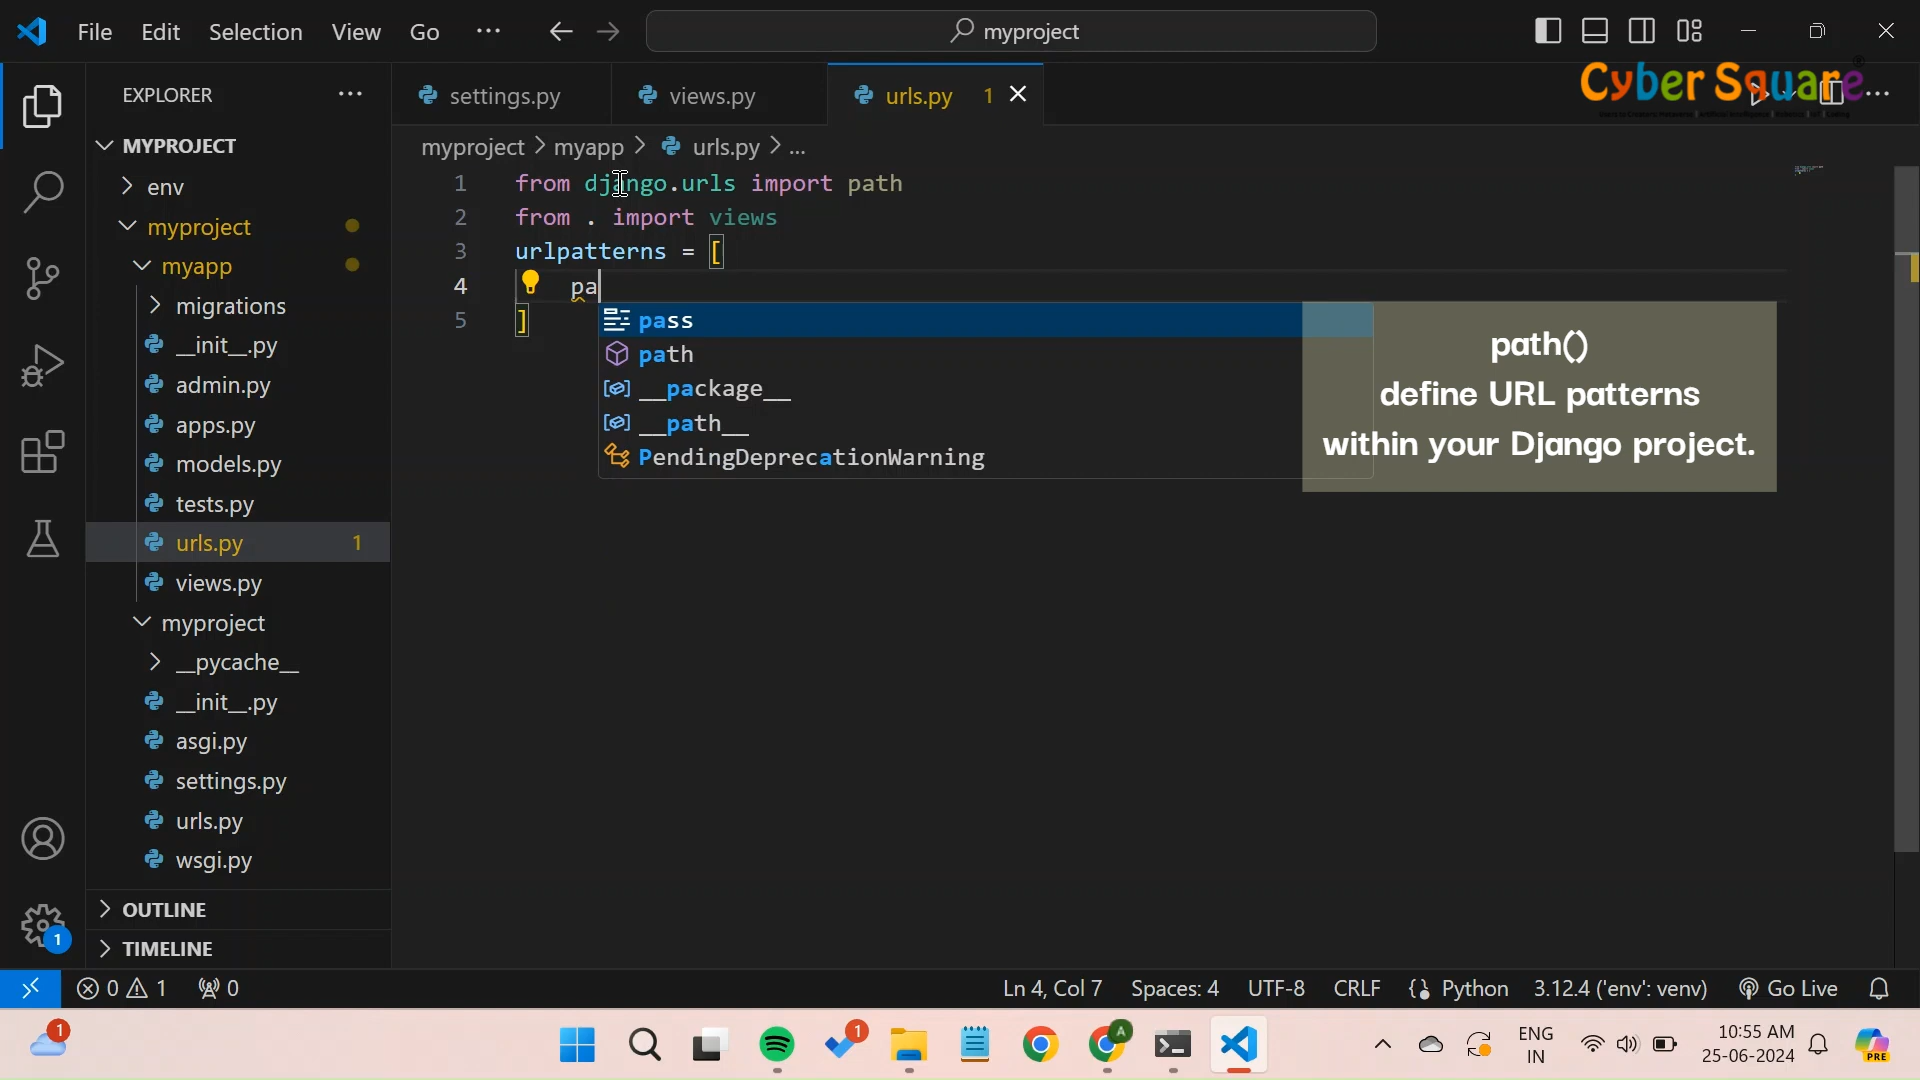 File Edit Selection View Go ... myproject
Cyber Square
EXPLORER ...
settings.py
views.py
urls.py 1
MYPROJECT
env
myproject
myapp
migrations
__init__.py
admin.py
apps.py
models.py
tests.py
urls.py 1
views.py
myproject
__pycache__
__init__.py
asgi.py
settings.py
urls.py
wsgi.py
OUTLINE
TIMELINE
myproject > myapp > urls.py > ...
1 from django.urls import path
2 from . import views
3 urlpatterns = [
4 pa
5 ]
pass
path
__package__
__path__
PendingDeprecationWarning
path()
define URL patterns
within your Django project.
1
0 1 0 Ln 4, Col 7 Spaces: 4 UTF-8 CRLF Python 3.12.4 ('env': venv) Go Live
1 1 A
ENG
IN
10:55 AM
25-06-2024
PRE